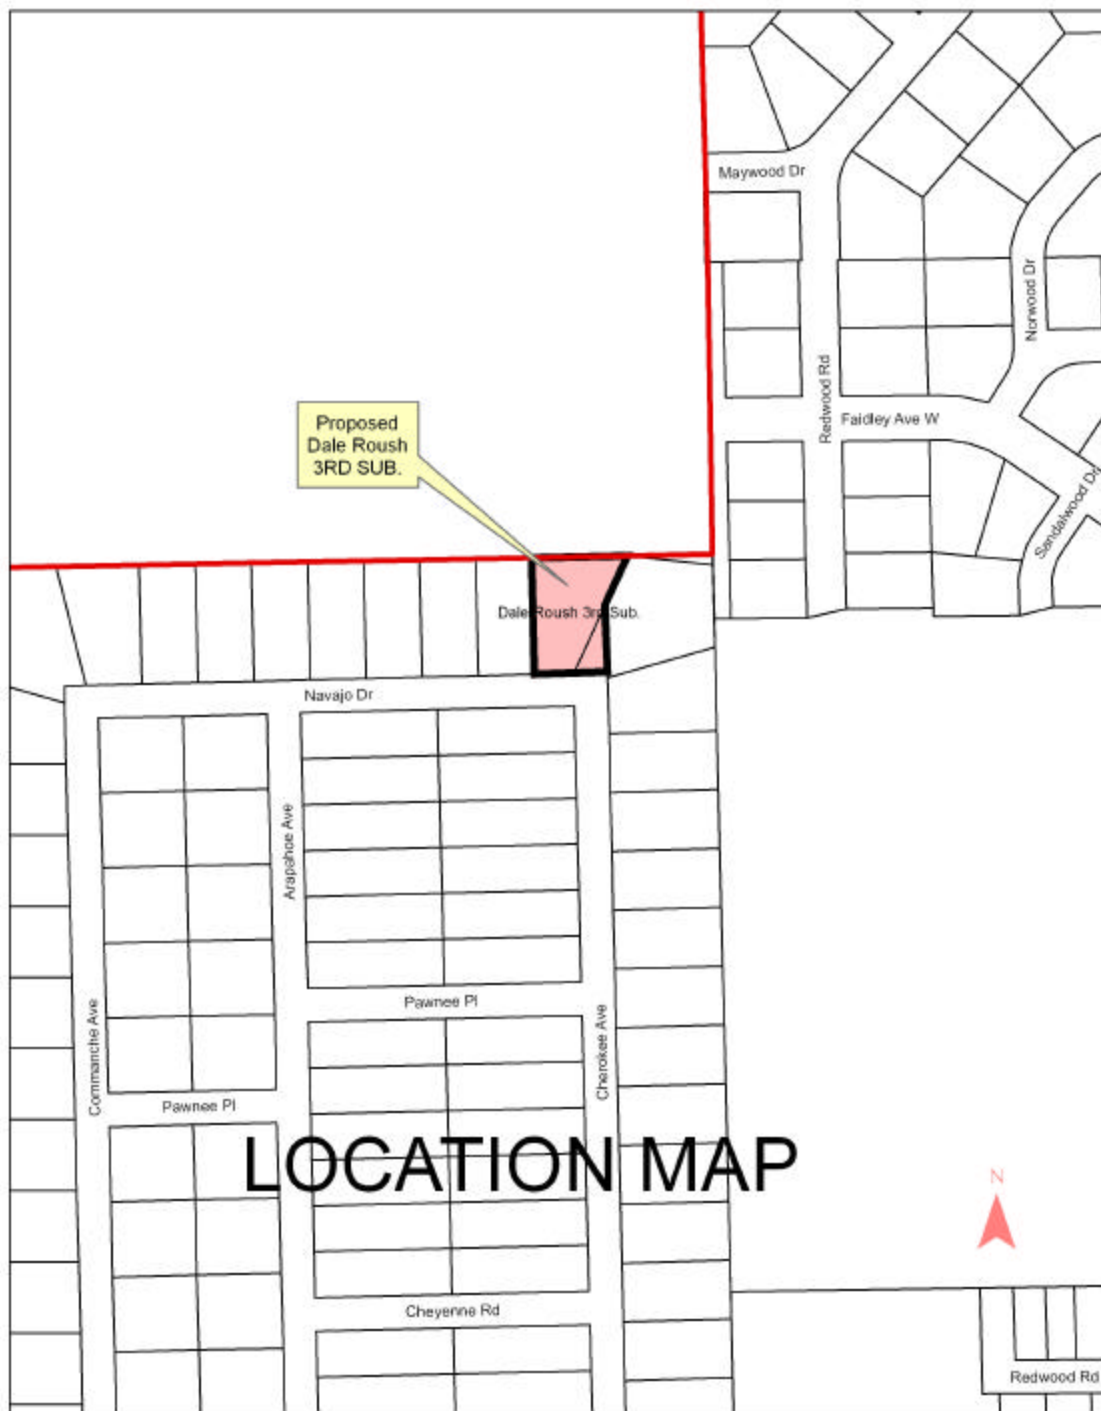 Maywood Dr
Norwood Dr
Redwood Rd
Faidley Ave W
Proposed
Dale Roush
3RD SUB.
Sandalwood Dr
Dale Roush 3rd Sub.
Navajo Dr
Arapahoe Ave
Pawnee Pl
Commanche Ave
Cherokee Ave
Pawnee Pl
LOCATION MAP
N
Cheyenne Rd
Redwood Rd